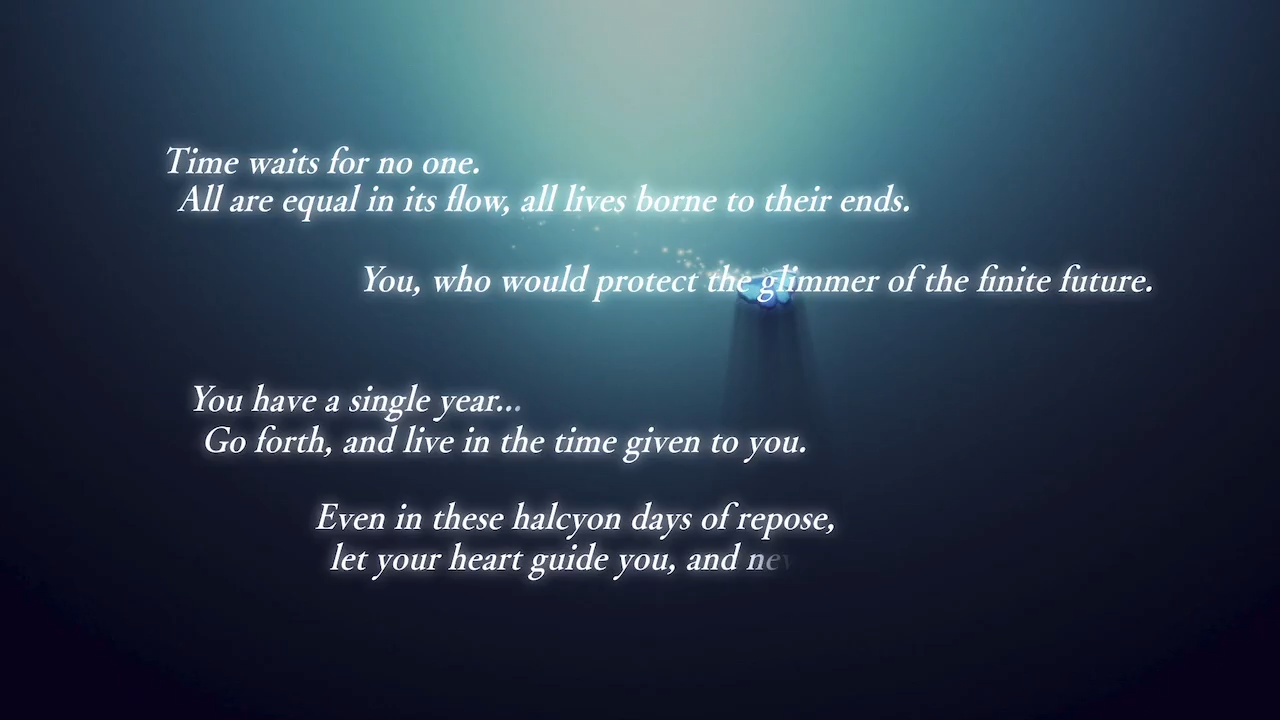 Time waits for no one.
All are equal in its flow, all lives borne to their ends.
You, who would protect the glimmer of the finite future.
You have a single year...
Go forth, and live in the time given to you.
Even in these halcyon days of repose,
let your heart guide you, and nev